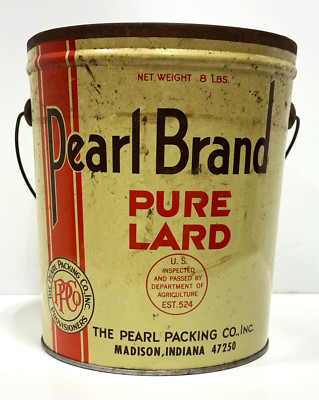 NET WEIGHT 8 LBS.
Pearl Brand
PURE
LARD
U. S.
INSPECTED
AND PASSED BY
DEPARTMENT OF
AGRICULTURE
EST. 524
THE PEARL PACKING CO., INC.
PPCo
PROVISIONERS
THE PEARL PACKING CO., INC.
MADISON, INDIANA 47250